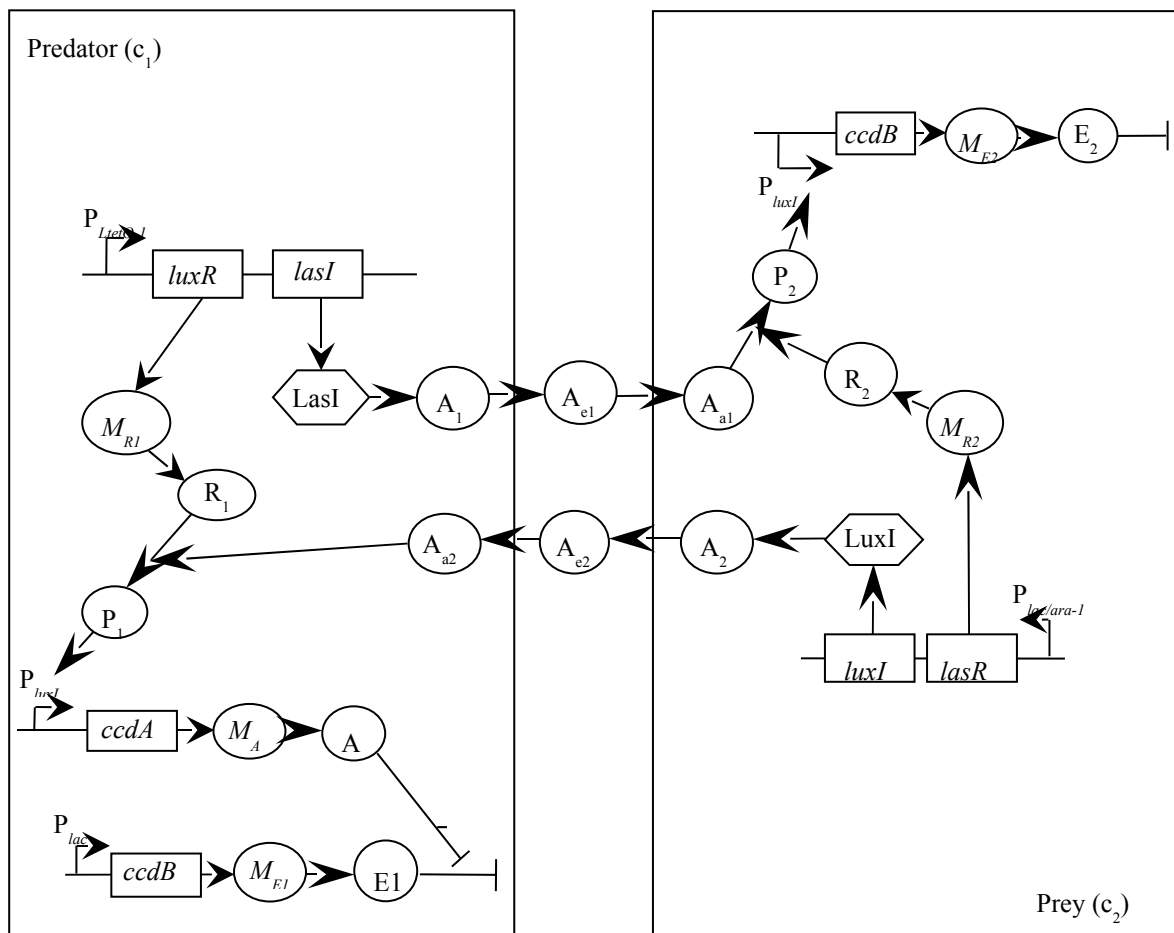 Predator (c1)
ccdB
ME2
E2
PluxI
P2
PLtetO-1
luxR
lasI
LasI
A1
Ae1
Aa1
R2
MR2
MR1
R1
Aa2
Ae2
A2
LuxI
P1
Plac/ara-1
luxI
lasR
PluxI
ccdA
MA
A
Plac
ccdB
ME1
E1
Prey (c2)